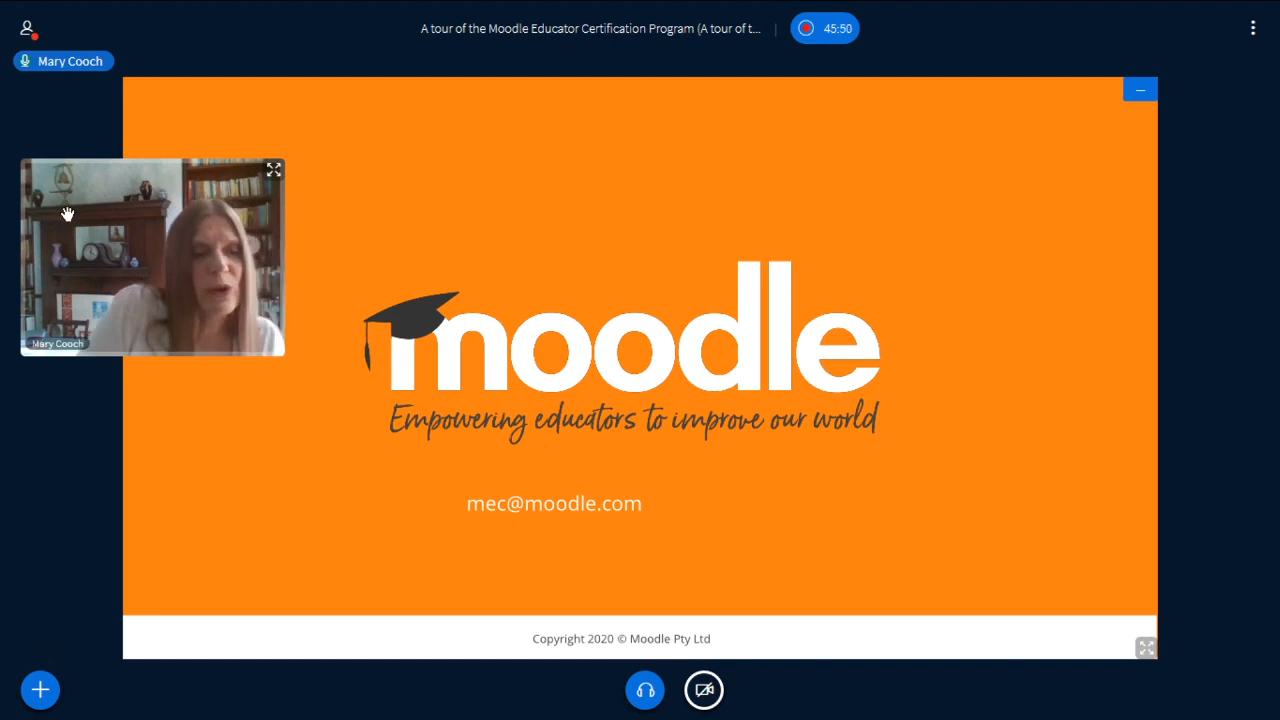 A tour of the Moodle Educator Certification Program (A tour of t...
45:50
Mary Cooch
Mary Cooch
moodle
Empowering educators to improve our world
mec@moodle.com
Copyright 2020 © Moodle Pty Ltd